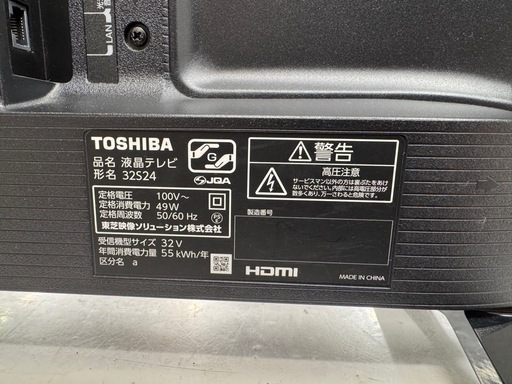 光
LAN
TOSHIBA
品名 液晶テレビ
形名 32S24
G
JQA
定格電圧 100V～
定格消費電力 49W
定格周波数 50/60 Hz
東芝映像ソリューション株式会社
受信機型サイズ 32V
年間消費電力量 55 kWh/年
区分名 a
警告
高圧注意
サービスマン以外の方は裏ぶたをあけ
ないでください。内部には高電圧部分が
数多くあり、万一さわると危険です。
製造番号
HDMI
MADE IN CHINA